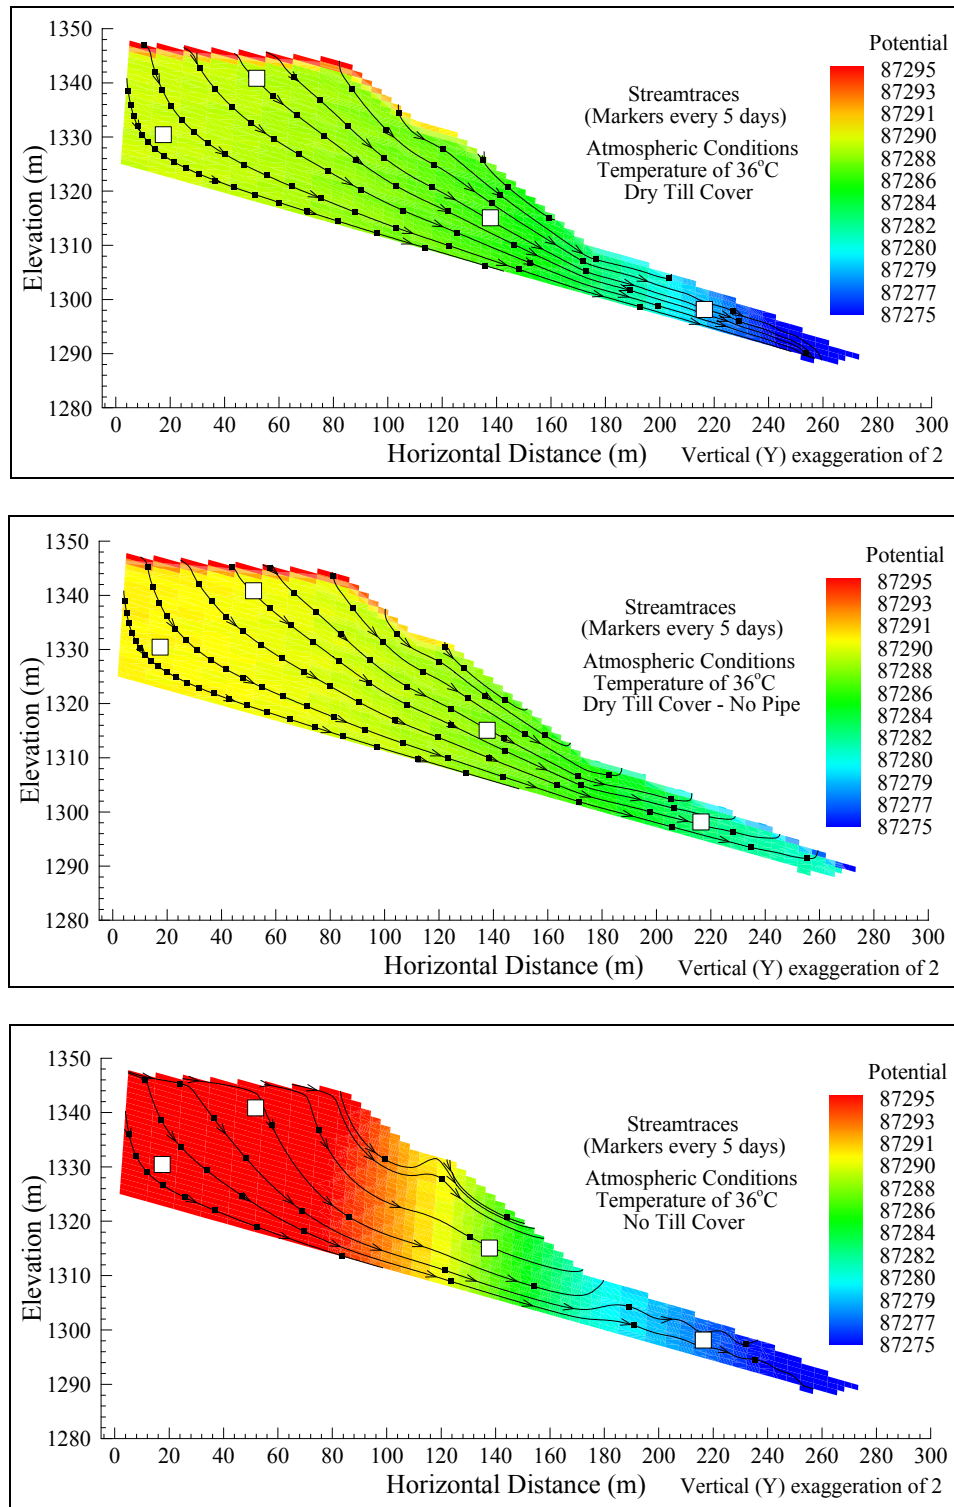 1350
1340
1330
1320
1310
1300
1290
1280
Elevation (m)
0 20 40 60 80 100 120 140 160 180 200 220 240 260 280 300
Horizontal Distance (m)
Vertical (Y) exaggeration of 2
Streamtraces
(Markers every 5 days)
Atmospheric Conditions
Temperature of 36°C
Dry Till Cover
Potential
87295
87293
87291
87290
87288
87286
87284
87282
87280
87279
87277
87275
1350
1340
1330
1320
1310
1300
1290
1280
Elevation (m)
0 20 40 60 80 100 120 140 160 180 200 220 240 260 280 300
Horizontal Distance (m)
Vertical (Y) exaggeration of 2
Streamtraces
(Markers every 5 days)
Atmospheric Conditions
Temperature of 36°C
Dry Till Cover - No Pipe
Potential
87295
87293
87291
87290
87288
87286
87284
87282
87280
87279
87277
87275
1350
1340
1330
1320
1310
1300
1290
1280
Elevation (m)
0 20 40 60 80 100 120 140 160 180 200 220 240 260 280 300
Horizontal Distance (m)
Vertical (Y) exaggeration of 2
Streamtraces
(Markers every 5 days)
Atmospheric Conditions
Temperature of 36°C
No Till Cover
Potential
87295
87293
87291
87290
87288
87286
87284
87282
87280
87279
87277
87275